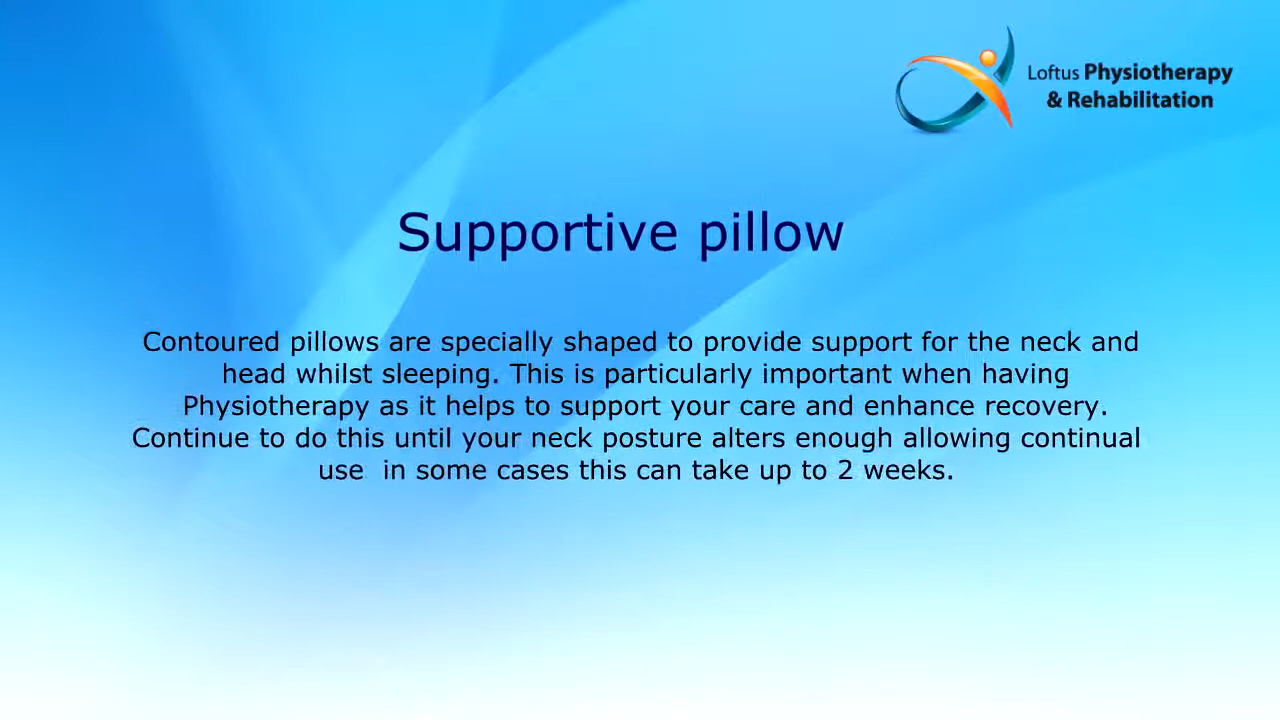 Loftus Physiotherapy
& Rehabilitation
Supportive pillow
Contoured pillows are specially shaped to provide support for the neck and
head whilst sleeping. This is particularly important when having
Physiotherapy as it helps to support your care and enhance recovery.
Continue to do this until your neck posture alters enough allowing continual
use  in some cases this can take up to 2 weeks.